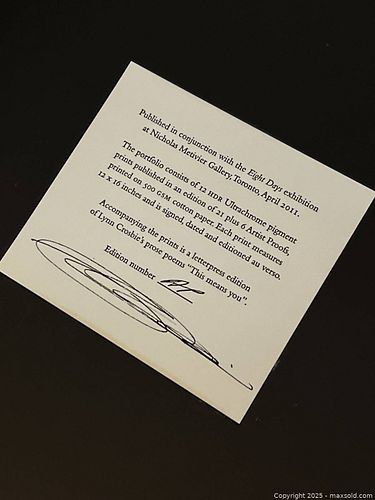 Published in conjunction with the Eight Days exhibition
at Nicholas Metivier Gallery, Toronto, April 2011.
The portfolio consists of 12 HDR Ultrachrome pigment
prints published in an edition of 21 plus 6 Artist Proofs,
printed on 500 GSM cotton paper. Each print measures
12 x 16 inches and is signed, dated and editioned au verso.
Accompanying the prints is a letterpress edition
of Lynn Crosbie's prose poems "This means you".
Edition number AP
Copyright 2025 - maxsold.com